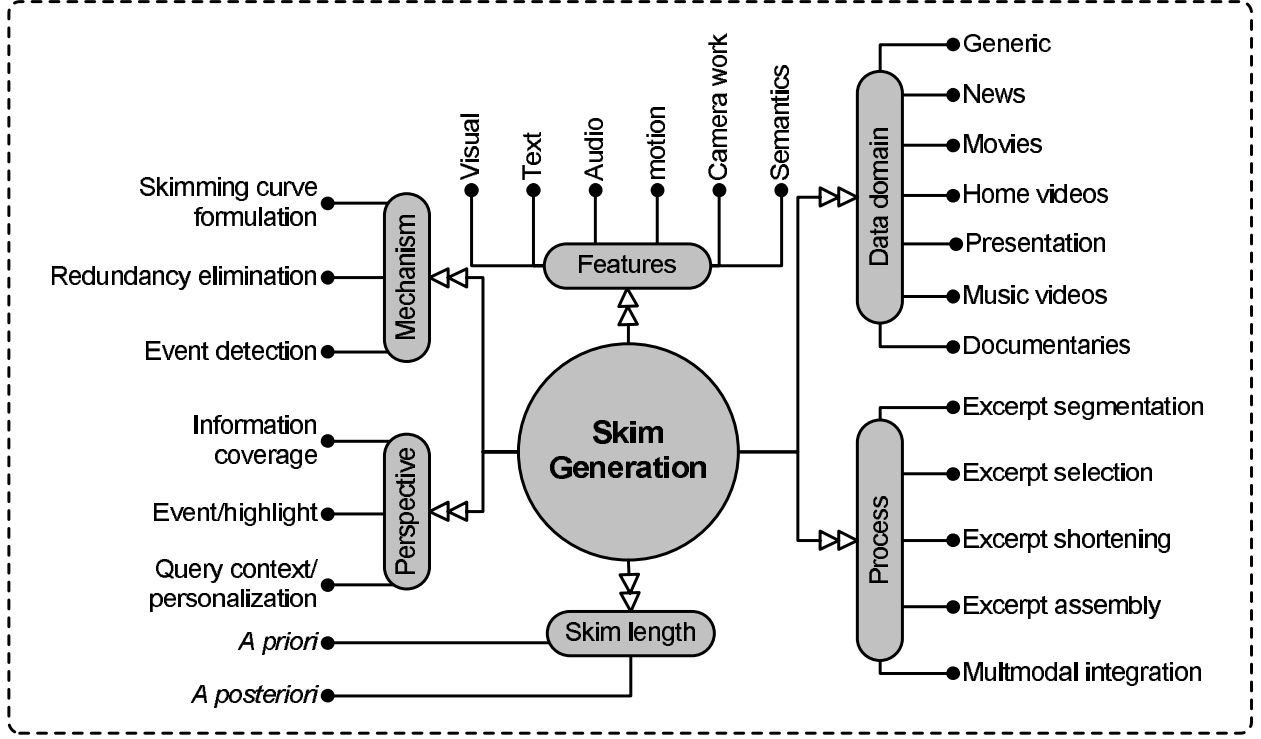 Visual
Text
Audio
motion
Camera work
Semantics
Features
Skimming curve
formulation
Redundancy elimination
Event detection
Mechanism
Information
coverage
Event/highlight
Query context/
personalization
Perspective
Skim
Generation
Skim length
A priori
A posteriori
Data domain
Generic
News
Movies
Home videos
Presentation
Music videos
Documentaries
Process
Excerpt segmentation
Excerpt selection
Excerpt shortening
Excerpt assembly
Multmodal integration